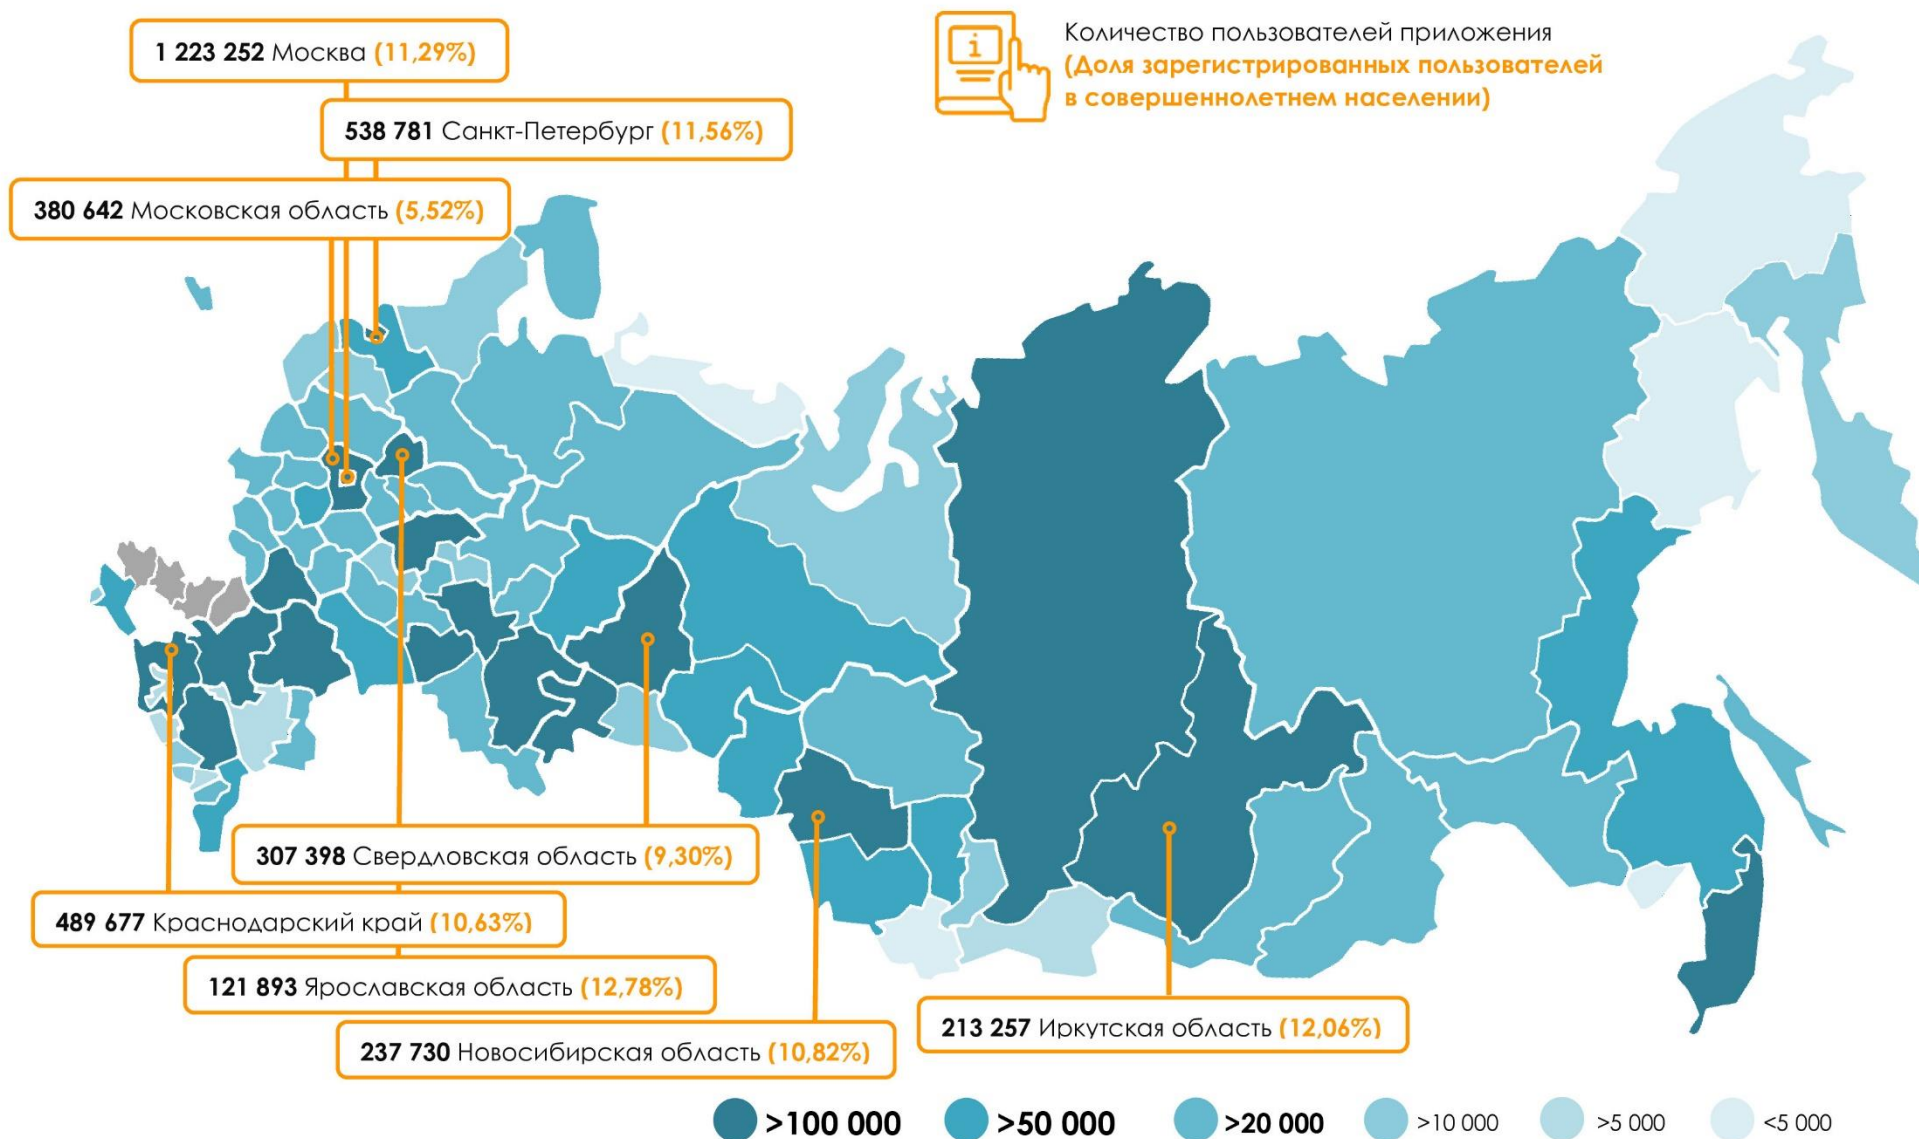 1 223 252 Москва (11,29%)
538 781 Санкт-Петербург (11,56%)
380 642 Московская область (5,52%)
i
Количество пользователей приложения
(Доля зарегистрированных пользователей
в совершеннолетнем населении)
307 398 Свердловская область (9,30%)
489 677 Краснодарский край (10,63%)
121 893 Ярославская область (12,78%)
237 730 Новосибирская область (10,82%)
213 257 Иркутская область (12,06%)
>100 000 >50 000 >20 000 >10 000 >5 000 <5 000